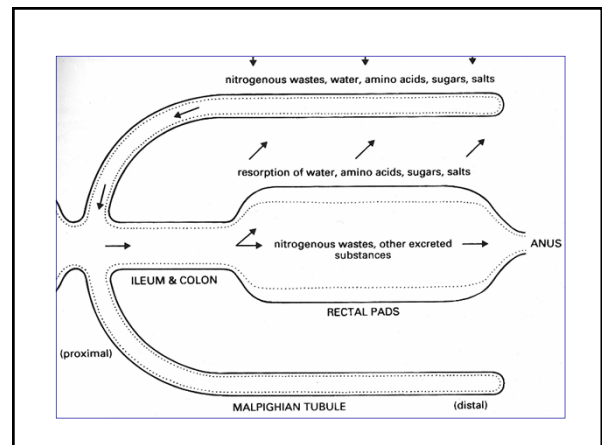 nitrogenous wastes, water, amino acids, sugars, salts
resorption of water, amino acids, sugars, salts
nitrogenous wastes, other excreted
substances
ANUS
ILEUM & COLON
RECTAL PADS
(proximal)
MALPIGHIAN TUBULE
(distal)